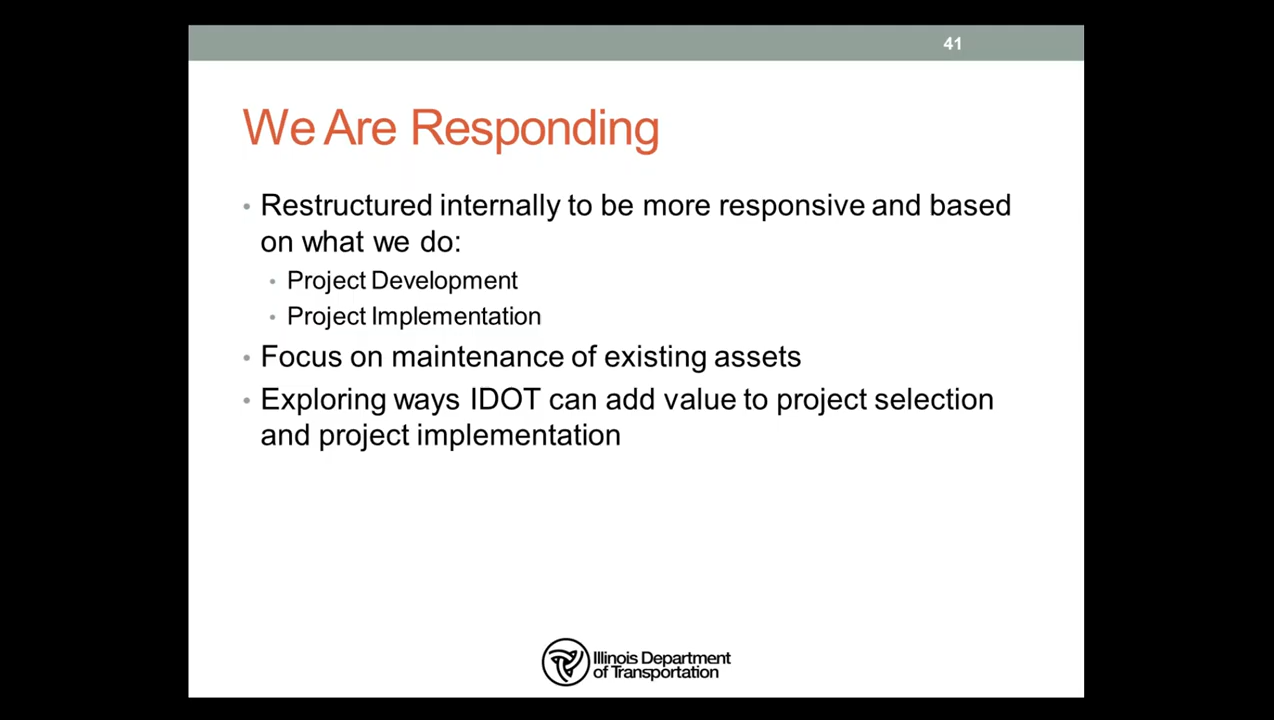 41
We Are Responding
• Restructured internally to be more responsive and based
on what we do:
• Project Development
• Project Implementation
• Focus on maintenance of existing assets
• Exploring ways IDOT can add value to project selection
and project implementation
Illinois Department
of Transportation